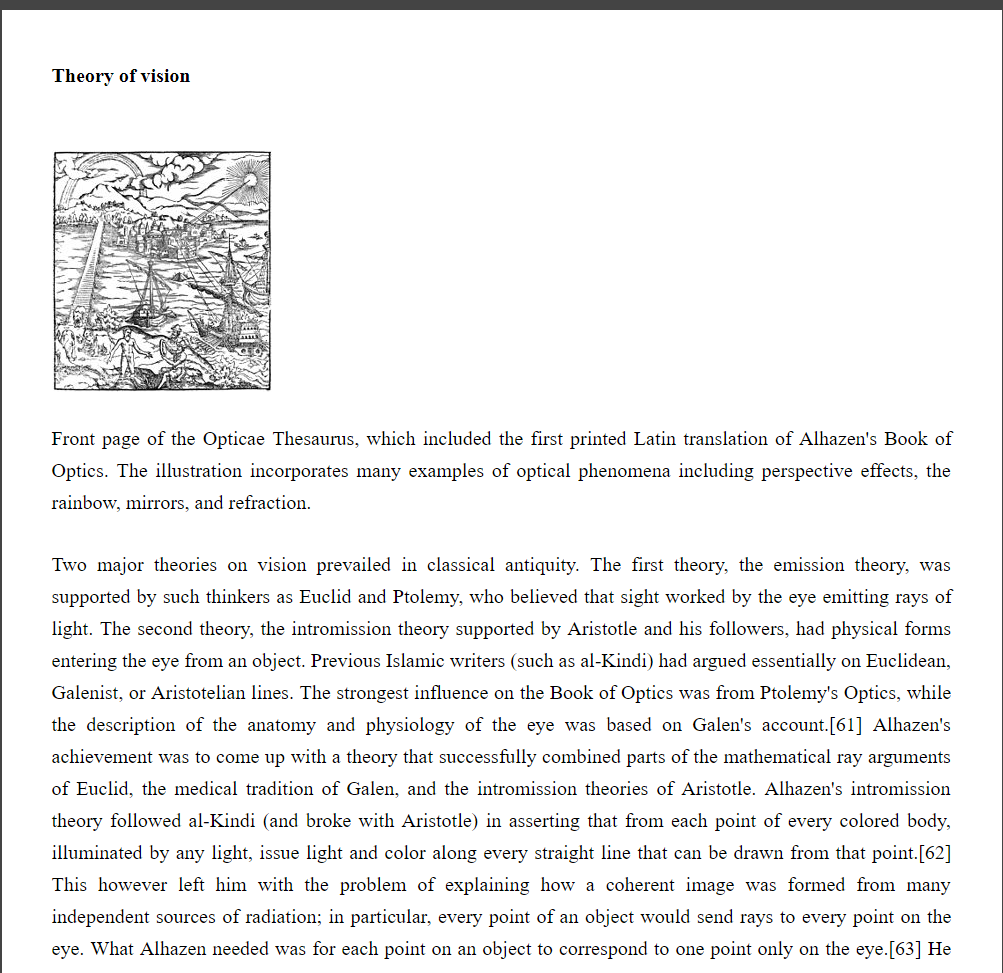 Theory of vision
Front page of the Opticae Thesaurus, which included the first printed Latin translation of Alhazen's Book of
Optics. The illustration incorporates many examples of optical phenomena including perspective effects, the
rainbow, mirrors, and refraction.
Two major theories on vision prevailed in classical antiquity. The first theory, the emission theory, was
supported by such thinkers as Euclid and Ptolemy, who believed that sight worked by the eye emitting rays of
light. The second theory, the intromission theory supported by Aristotle and his followers, had physical forms
entering the eye from an object. Previous Islamic writers (such as al-Kindi) had argued essentially on Euclidean,
Galenist, or Aristotelian lines. The strongest influence on the Book of Optics was from Ptolemy's Optics, while
the description of the anatomy and physiology of the eye was based on Galen's account.[61] Alhazen's
achievement was to come up with a theory that successfully combined parts of the mathematical ray arguments
of Euclid, the medical tradition of Galen, and the intromission theories of Aristotle. Alhazen's intromission
theory followed al-Kindi (and broke with Aristotle) in asserting that from each point of every colored body,
illuminated by any light, issue light and color along every straight line that can be drawn from that point.[62]
This however left him with the problem of explaining how a coherent image was formed from many
independent sources of radiation; in particular, every point of an object would send rays to every point on the
eye. What Alhazen needed was for each point on an object to correspond to one point only on the eye.[63] He